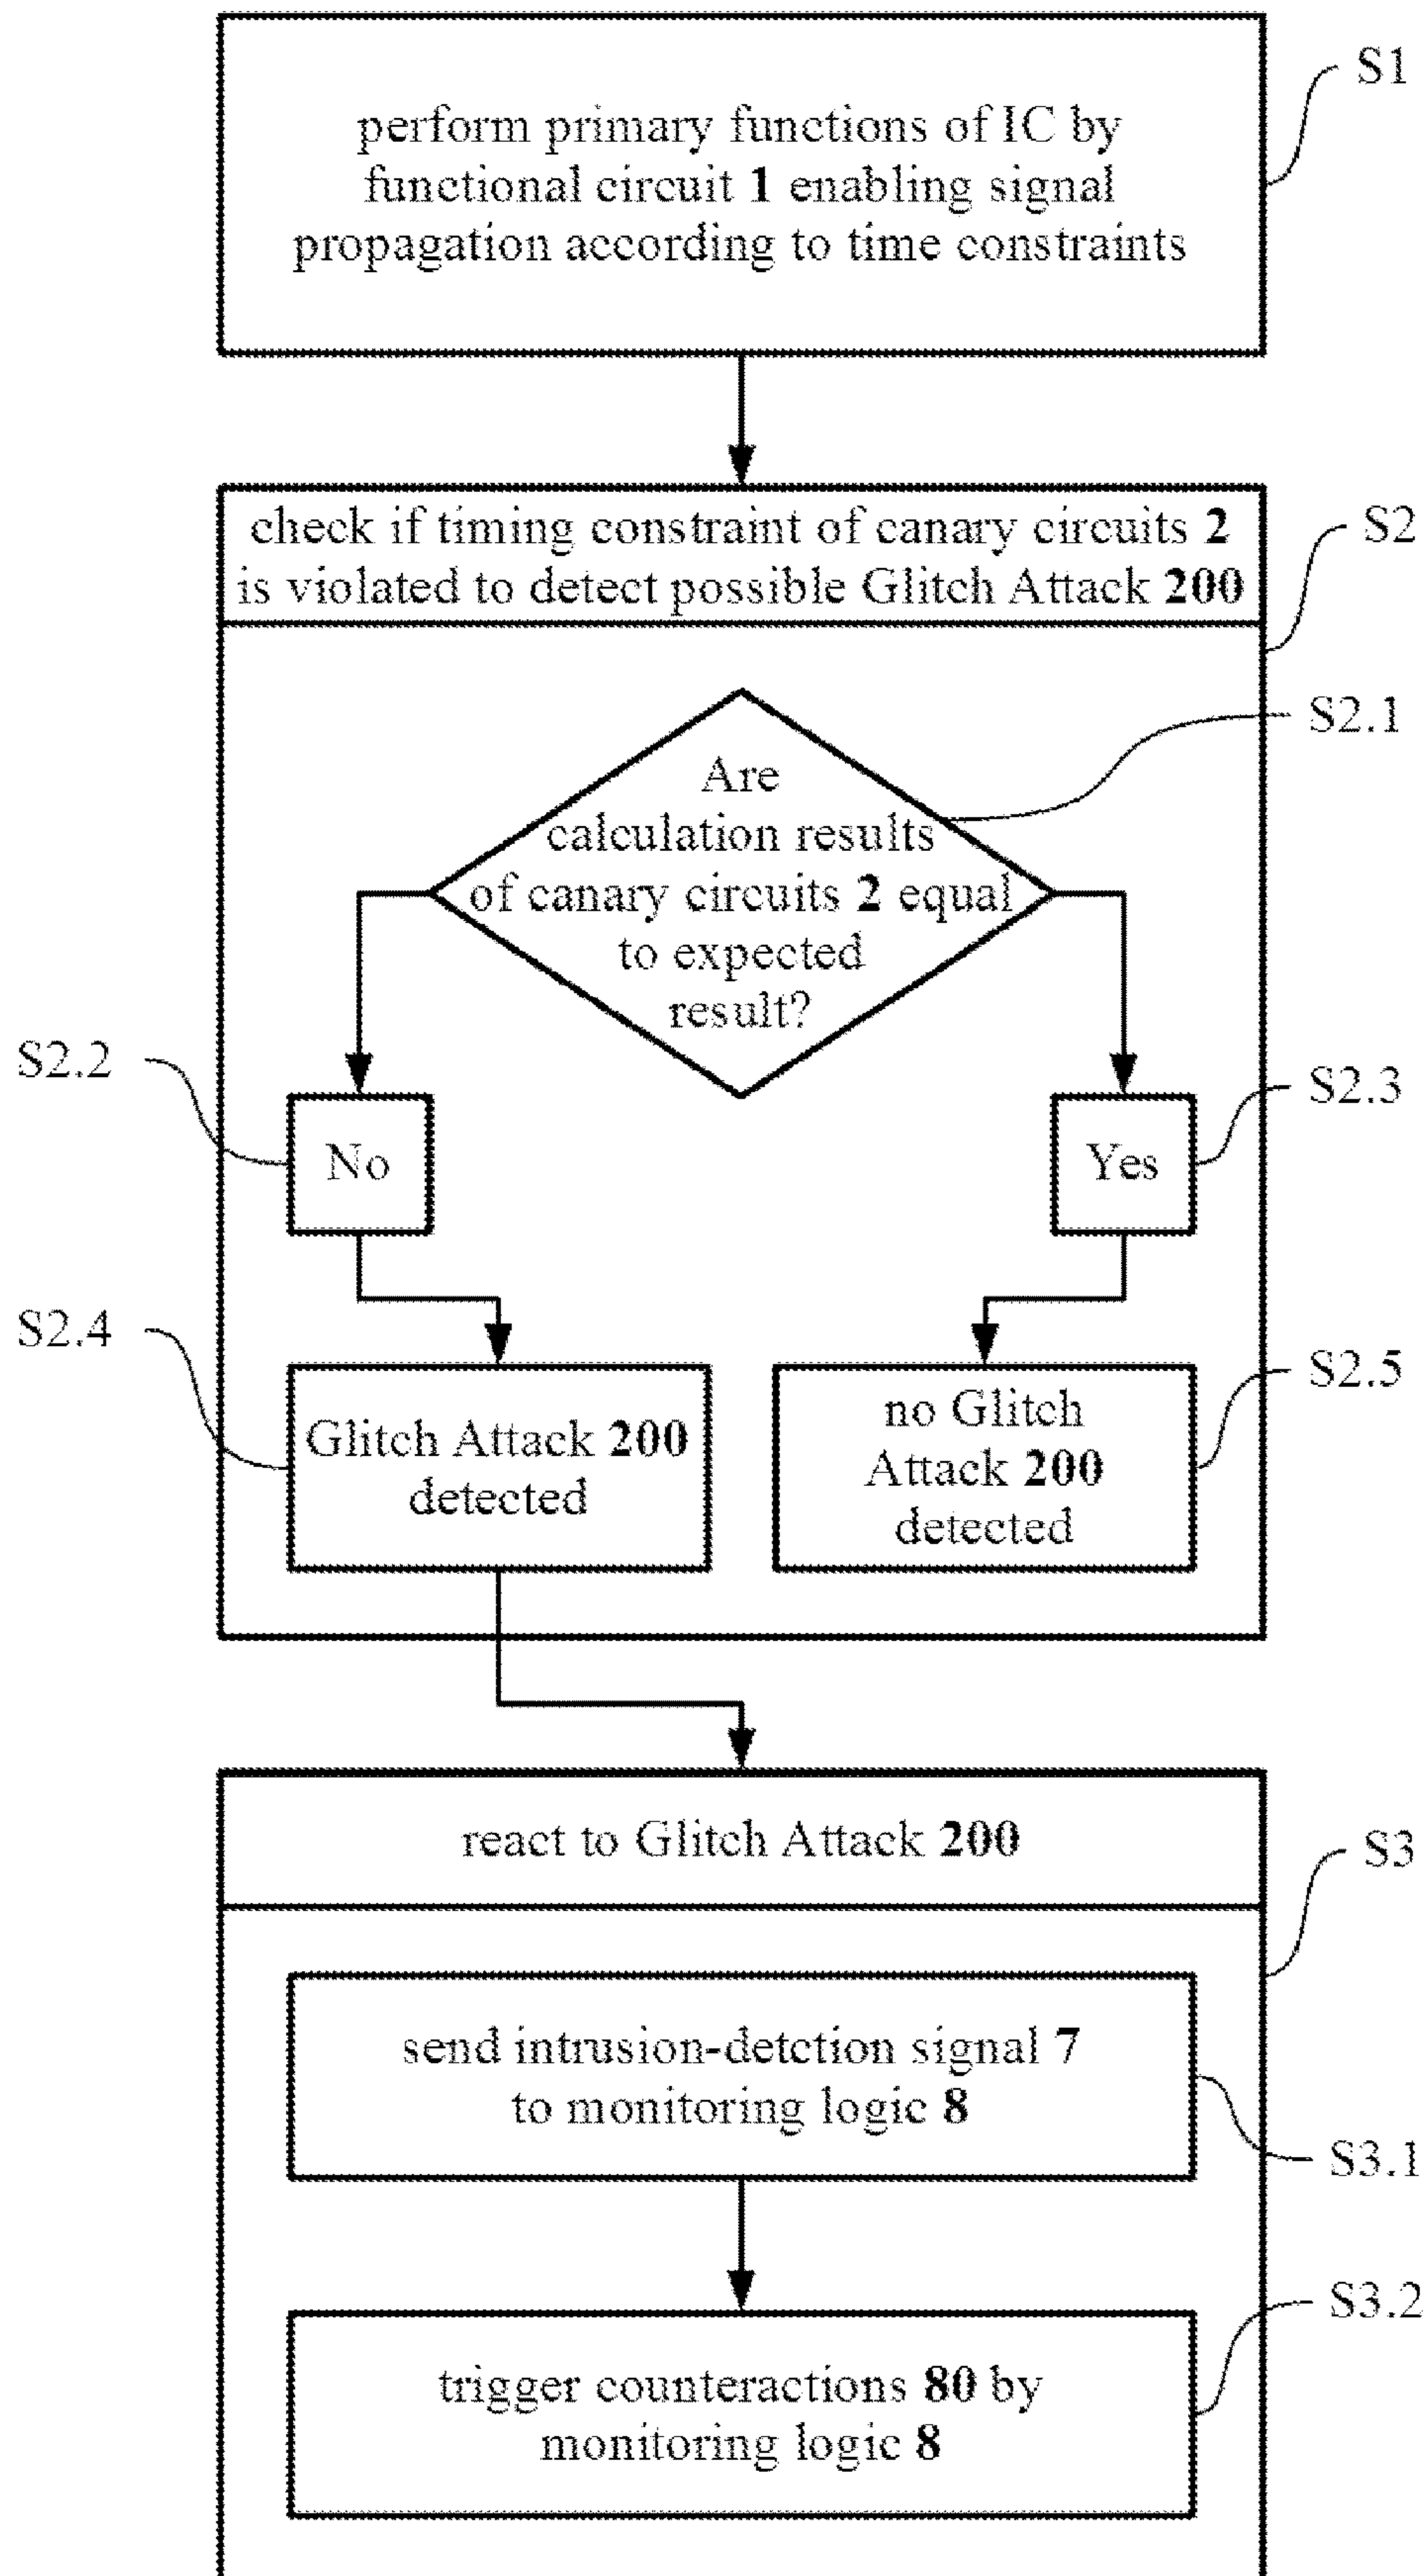 S1
perform primary functions of IC by
functional circuit 1 enabling signal
propagation according to time constraints
check if timing constraint of canary circuits 2
is violated to detect possible Glitch Attack 200
S2
S2.1
Are
calculation results
of canary circuits 2 equal
to expected
result?
S2.2
No
S2.3
Yes
S2.4
Glitch Attack 200
detected
S2.5
no Glitch
Attack 200
detected
react to Glitch Attack 200
S3
send intrusion-detction signal 7
to monitoring logic 8
S3.1
S3.2
trigger counteractions 80 by
monitoring logic 8